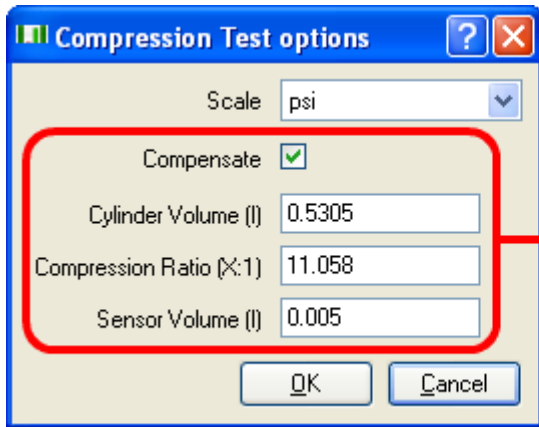 Compression Test options
Scale psi
Compensate
Cylinder Volume (l) 0.5305
Compression Ratio (X:1) 11.058
Sensor Volume (l) 0.005
OK Cancel